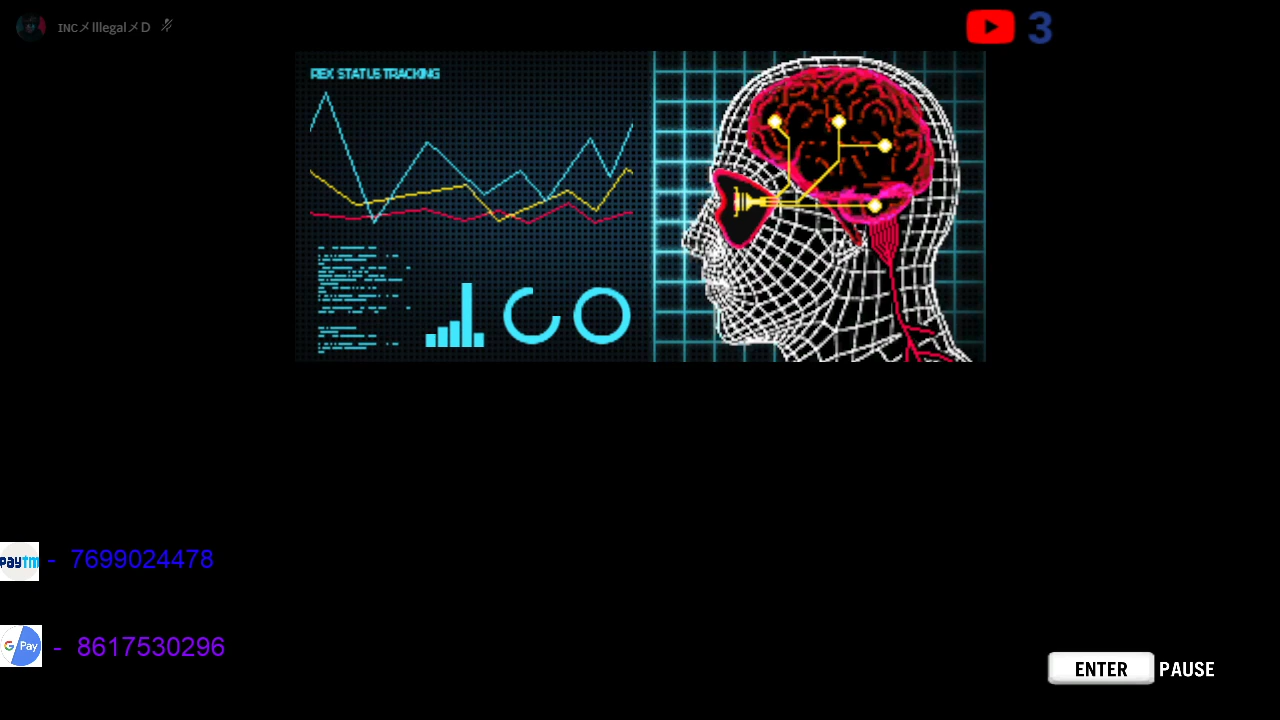 INCメIllegalメD
3
REX STATUS TRACKING
paytm - 7699024478
G Pay - 8617530296
ENTER PAUSE